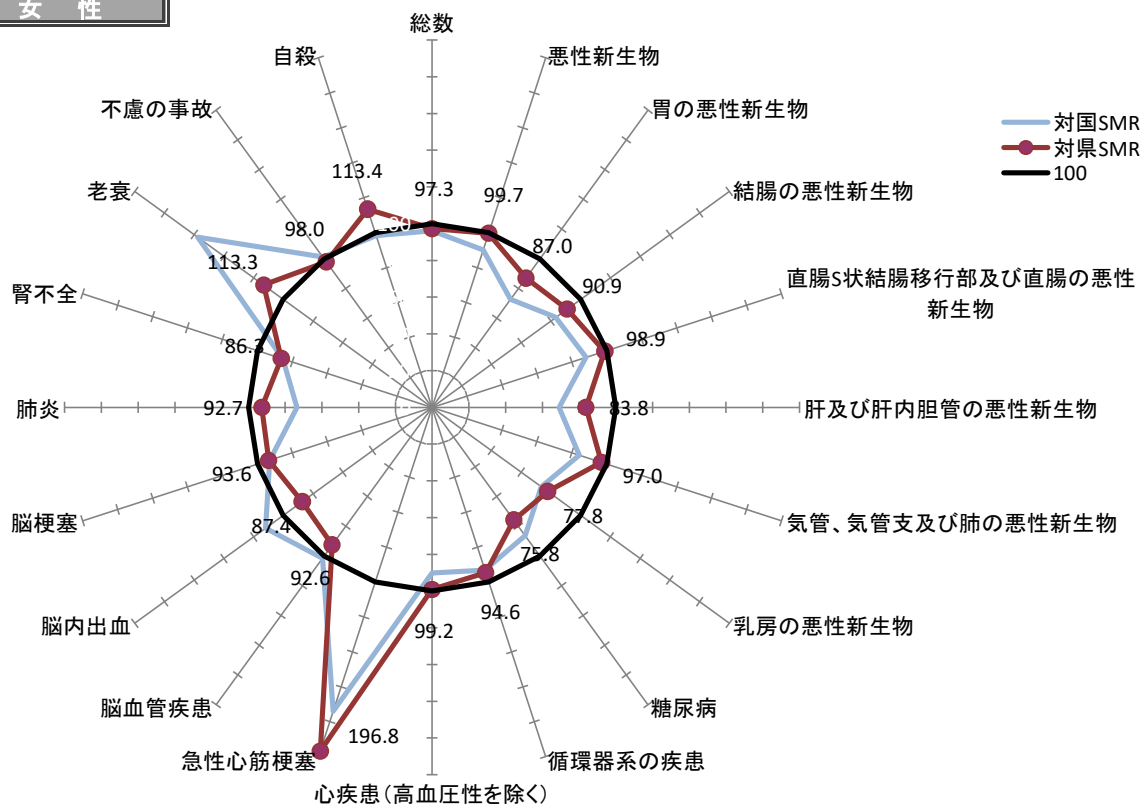 女 性
総数
自殺
悪性新生物
不慮の事故
胃の悪性新生物
対国SMR
対県SMR
100
老衰
結腸の悪性新生物
腎不全
直腸S状結腸移行部及び直腸の悪性
新生物
肺炎
肝及び肝内胆管の悪性新生物
脳梗塞
気管、気管支及び肺の悪性新生物
脳内出血
乳房の悪性新生物
脳血管疾患
糖尿病
急性心筋梗塞
循環器系の疾患
心疾患(高血圧性を除く)
97.3
99.7
87.0
90.9
98.9
83.8
97.0
77.8
75.8
94.6
99.2
196.8
92.6
87.4
93.6
92.7
86.3
113.3
98.0
113.4
100